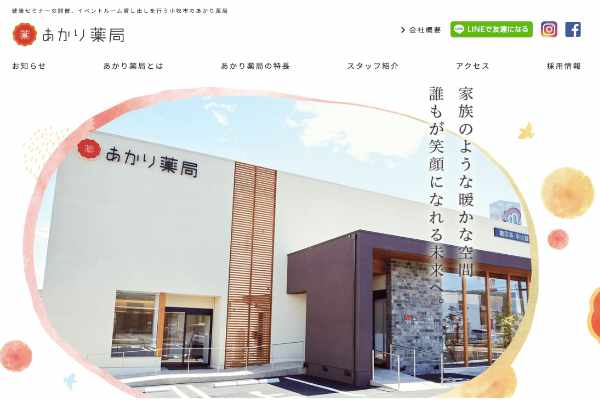 健康セミナーの開催、イベントルーム貸し出しを行う小牧市のあかり薬局
薬 あかり薬局
会社概要
LINEで友達になる
お知らせ
あかり薬局とは
あかり薬局の特長
スタッフ紹介
アクセス
採用情報
家族のような暖かな空間
誰もが笑顔になれる未来へ。
薬 あかり薬局